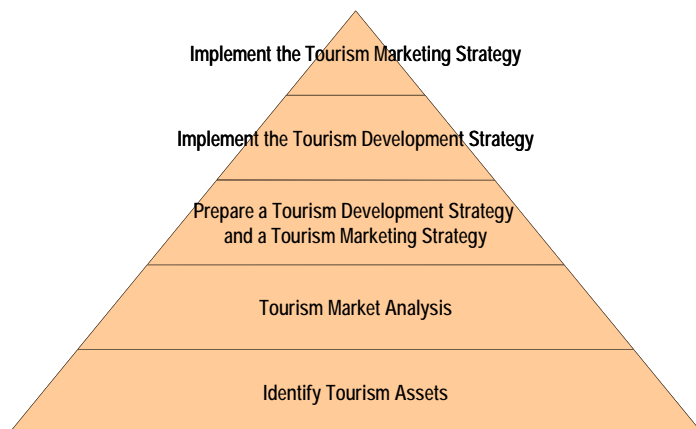 Implement the Tourism Marketing Strategy
Implement the Tourism Development Strategy
Prepare a Tourism Development Strategy
and a Tourism Marketing Strategy
Tourism Market Analysis
Identify Tourism Assets